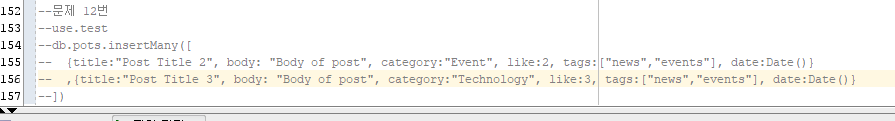 152 --문제 12번
153 --use.test
154 --db.pots.insertMany([
155 --  {title:"Post Title 2", body: "Body of post", category:"Event", like:2, tags:["news","events"], date:Date()}
156 --  ,{title:"Post Title 3", body: "Body of post", category:"Technology", like:3, tags:["news","events"], date:Date()}
157 --])